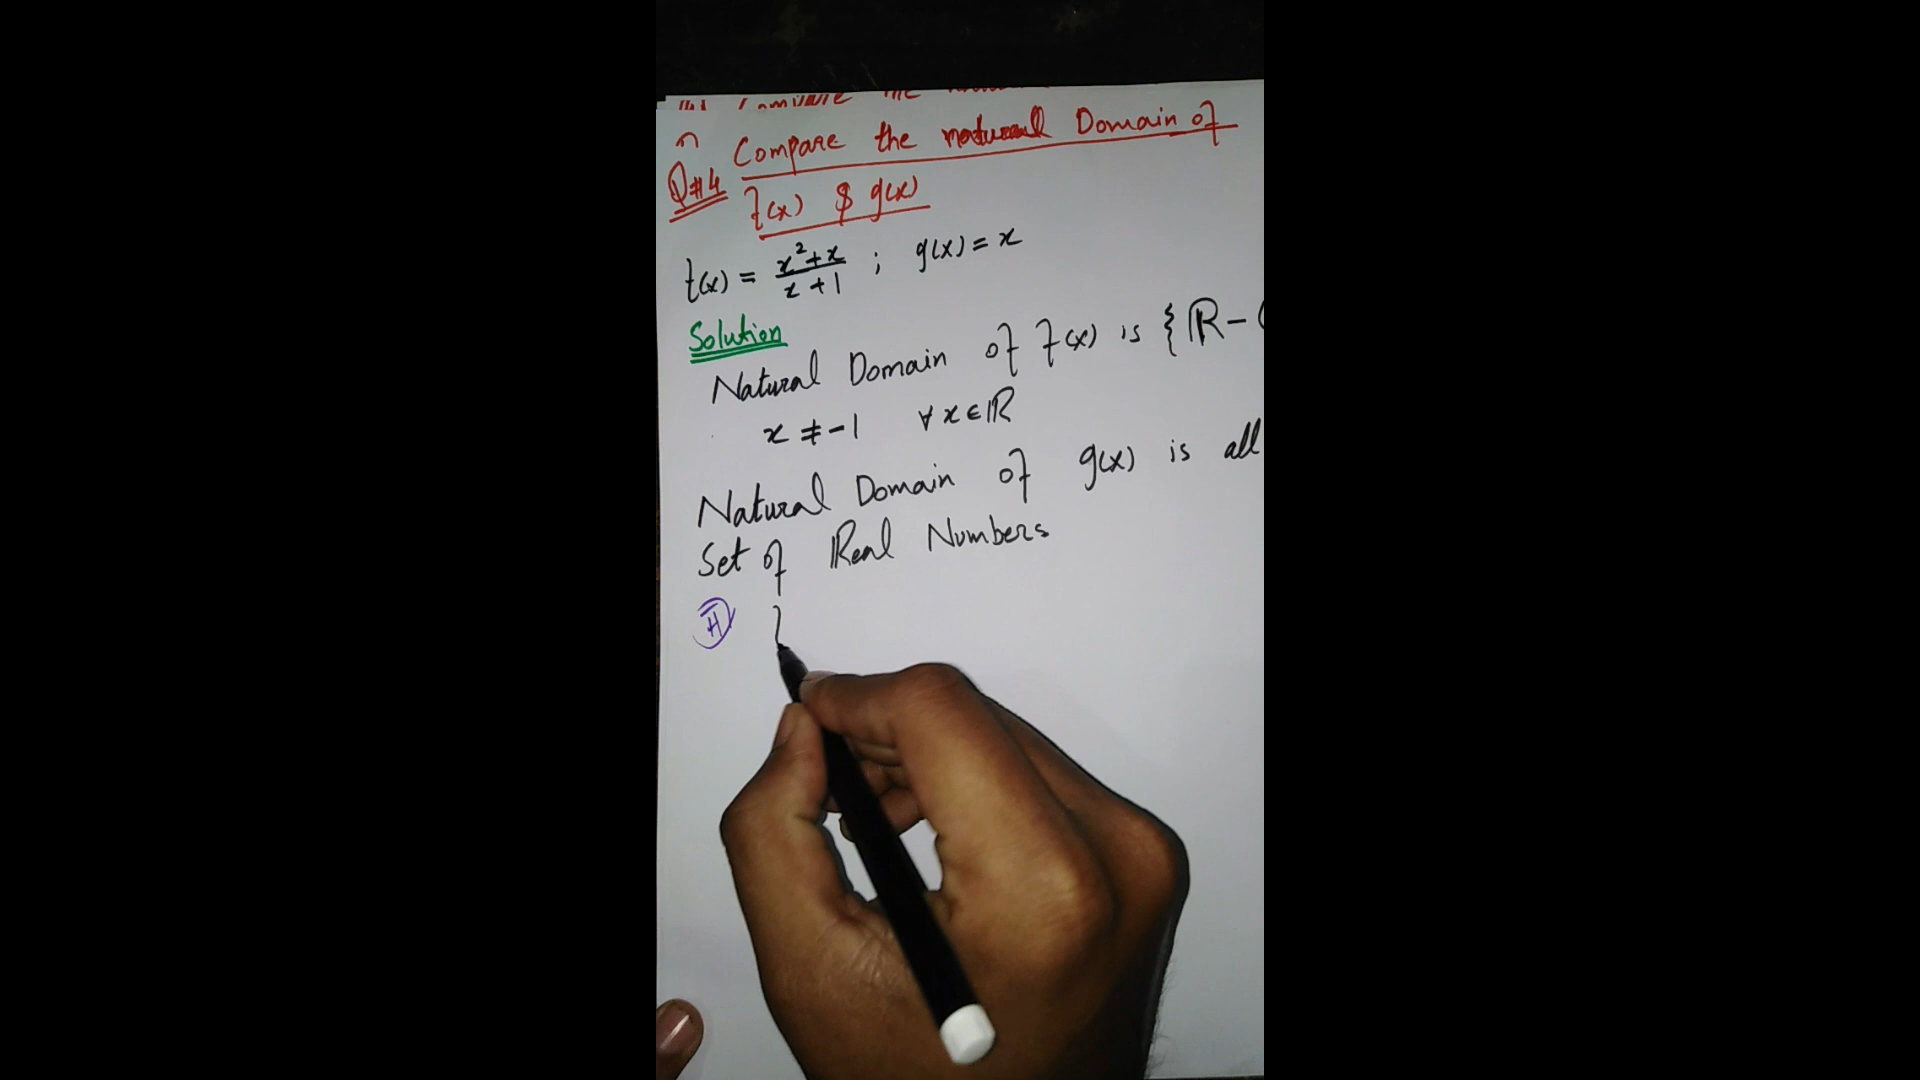 Compare the natural Domain of
Q#4 f(x) $ g(x)
f(x) = x²+x / x+1 ; g(x) = x
Solution
Natural Domain of f(x) is {ℝ-
x ≠ -1 ∀ x ∈ ℝ
Natural Domain of g(x) is all
Set of Real Numbers